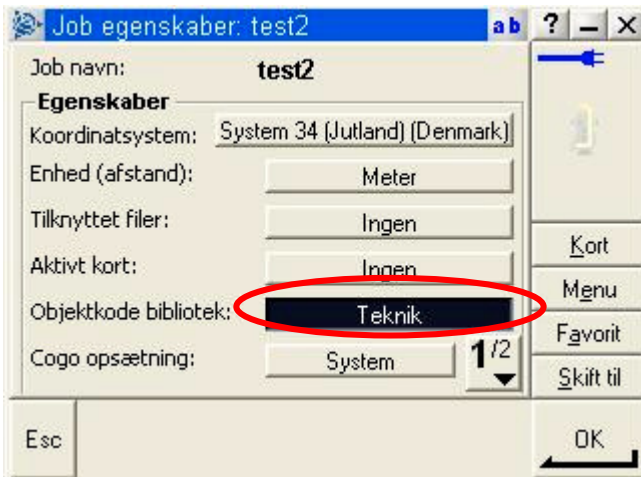 Job egenskaber: test2 ab ? – X
Job navn: test2
Egenskaber
Koordinatsystem: System 34 (Jutland) (Denmark)
Enhed (afstand): Meter
Tilknyttet filer: Ingen
Aktivt kort: Ingen
Objektkode bibliotek: Teknik
Cogo opsætning: System 1/2
Kort
Menu
Favorit
Skift til
Esc OK